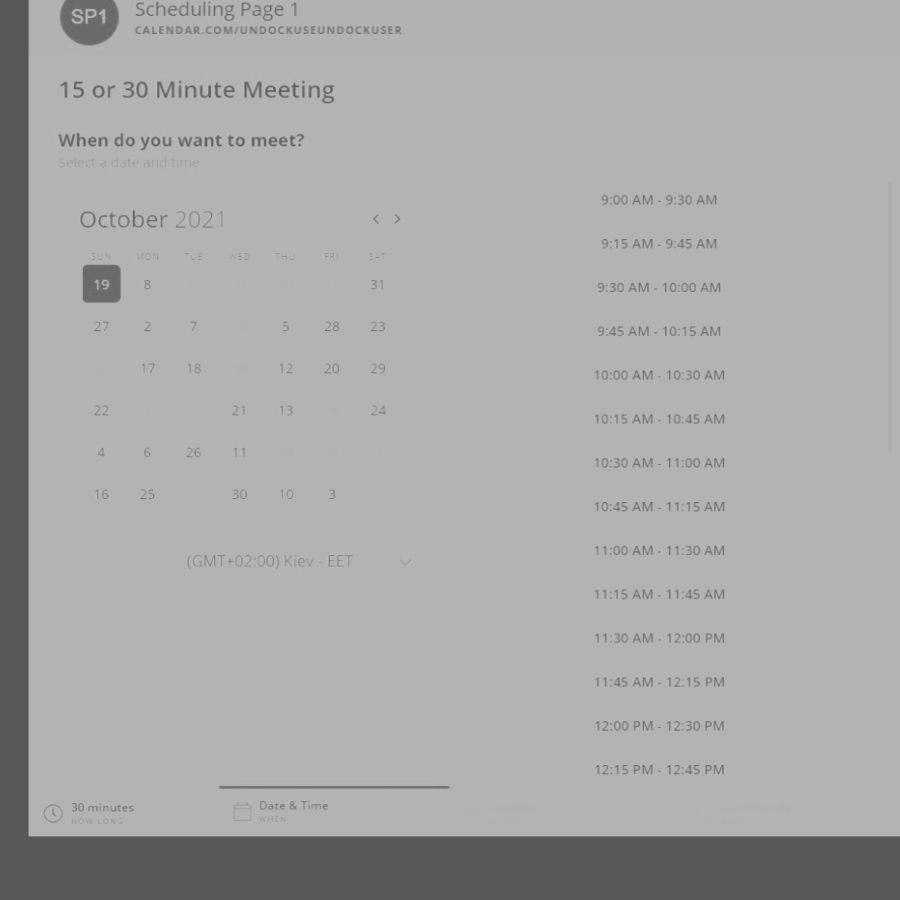 SP1
Scheduling Page 1
CALENDAR.COM/UNDOCKUSEUNDOCKUSER
15 or 30 Minute Meeting
When do you want to meet?
Select a date and time
October 2021
SUN MON TUE WED THU FRI SAT
19 8 31
27 2 7 5 28 23
17 18 12 20 29
22 21 13 24
4 6 26 11
16 25 30 10 3
(GMT+02:00) Kiev - EET
9:00 AM - 9:30 AM
9:15 AM - 9:45 AM
9:30 AM - 10:00 AM
9:45 AM - 10:15 AM
10:00 AM - 10:30 AM
10:15 AM - 10:45 AM
10:30 AM - 11:00 AM
10:45 AM - 11:15 AM
11:00 AM - 11:30 AM
11:15 AM - 11:45 AM
11:30 AM - 12:00 PM
11:45 AM - 12:15 PM
12:00 PM - 12:30 PM
12:15 PM - 12:45 PM
30 minutes
HOW LONG
Date & Time
WHEN